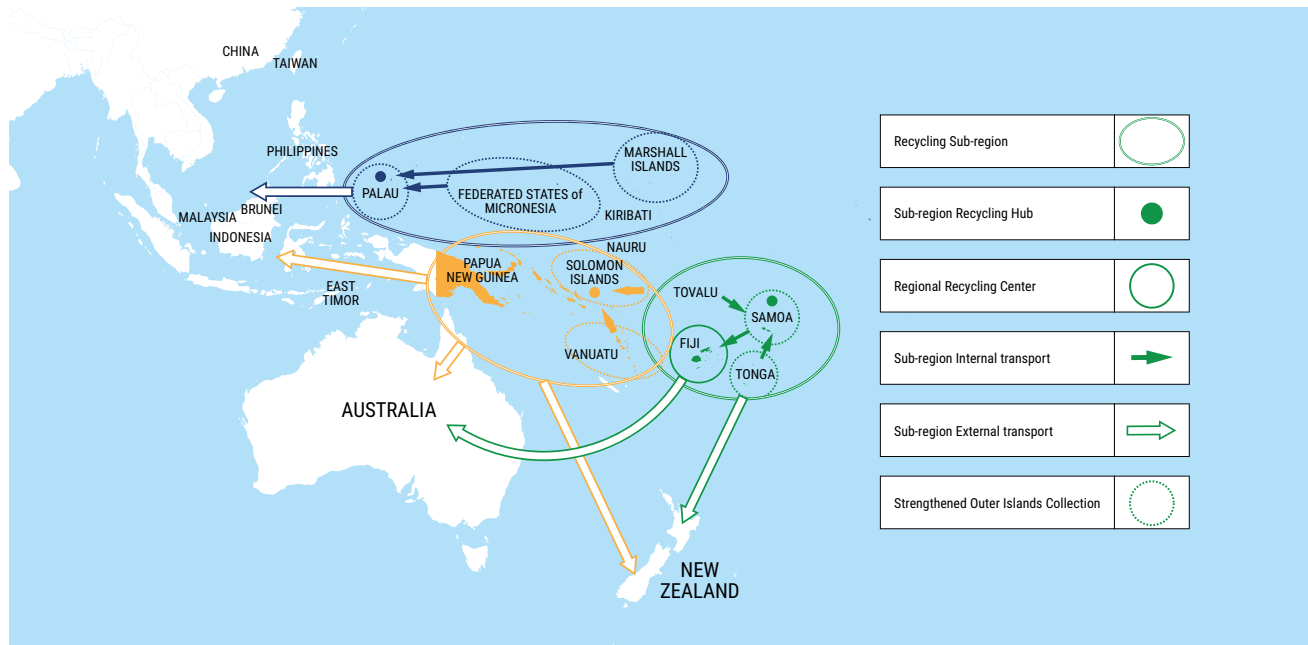 CHINA
TAIWAN
PHILIPPINES
MARSHALL
ISLANDS
PALAU
FEDERATED STATES of
MICRONESIA
KIRIBATI
MALAYSIA
BRUNEI
INDONESIA
NAURU
PAPUA
NEW GUINEA
SOLOMON
ISLANDS
EAST
TIMOR
TOVALU
SAMOA
FIJI
VANUATU
TONGA
AUSTRALIA
NEW
ZEALAND
Recycling Sub-region
Sub-region Recycling Hub
Regional Recycling Center
Sub-region Internal transport
Sub-region External transport
Strengthened Outer Islands Collection